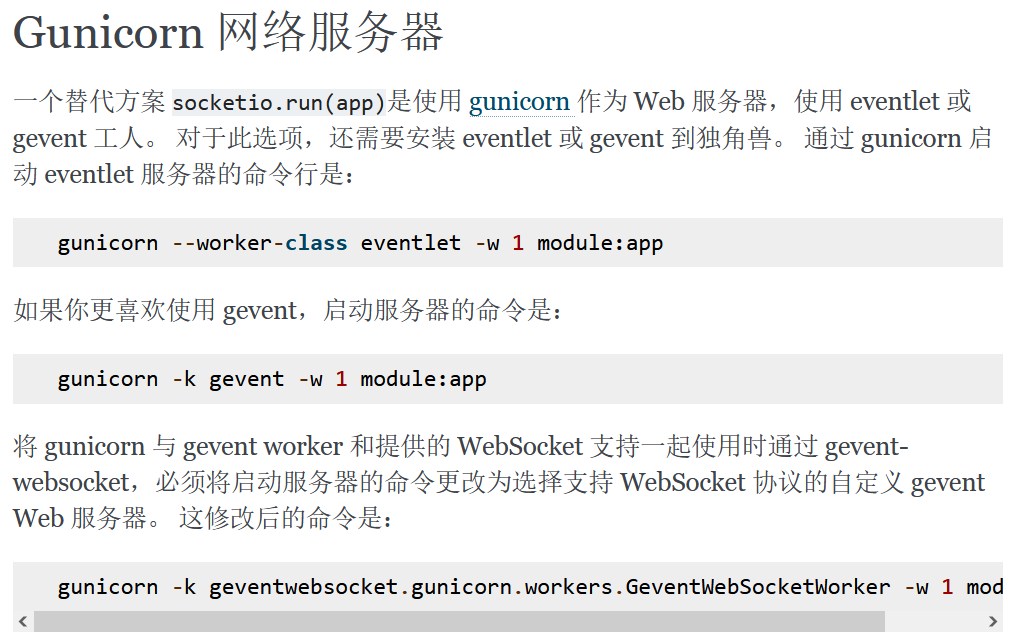 Gunicorn 网络服务器
一个替代方案 socketio.run(app)是使用 gunicorn 作为 Web 服务器，使用 eventlet 或
gevent 工人。 对于此选项，还需要安装 eventlet 或 gevent 到独角兽。 通过 gunicorn 启
动 eventlet 服务器的命令行是：
gunicorn --worker-class eventlet -w 1 module:app
如果你更喜欢使用 gevent，启动服务器的命令是：
gunicorn -k gevent -w 1 module:app
将 gunicorn 与 gevent worker 和提供的 WebSocket 支持一起使用时通过 gevent-
websocket，必须将启动服务器的命令更改为选择支持 WebSocket 协议的自定义 gevent
Web 服务器。 这修改后的命令是：
gunicorn -k geventwebsocket.gunicorn.workers.GeventWebSocketWorker -w 1 mod